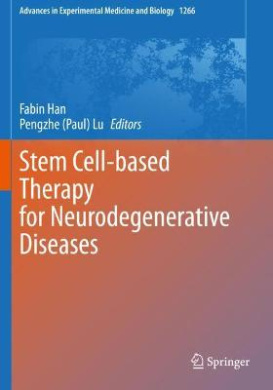 Advances in Experimental Medicine and Biology 1266
Fabin Han
Pengzhe (Paul) Lu Editors
Stem Cell-based
Therapy
for Neurodegenerative
Diseases
Springer